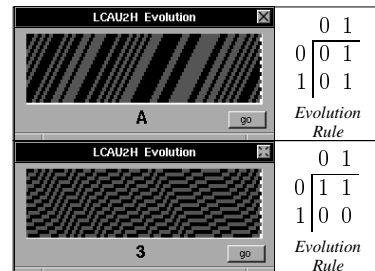 LCAU2H Evolution
A
go
0 1
0 0 1
1 0 1
Evolution
Rule
LCAU2H Evolution
3
go
0 1
0 1 1
1 0 0
Evolution
Rule